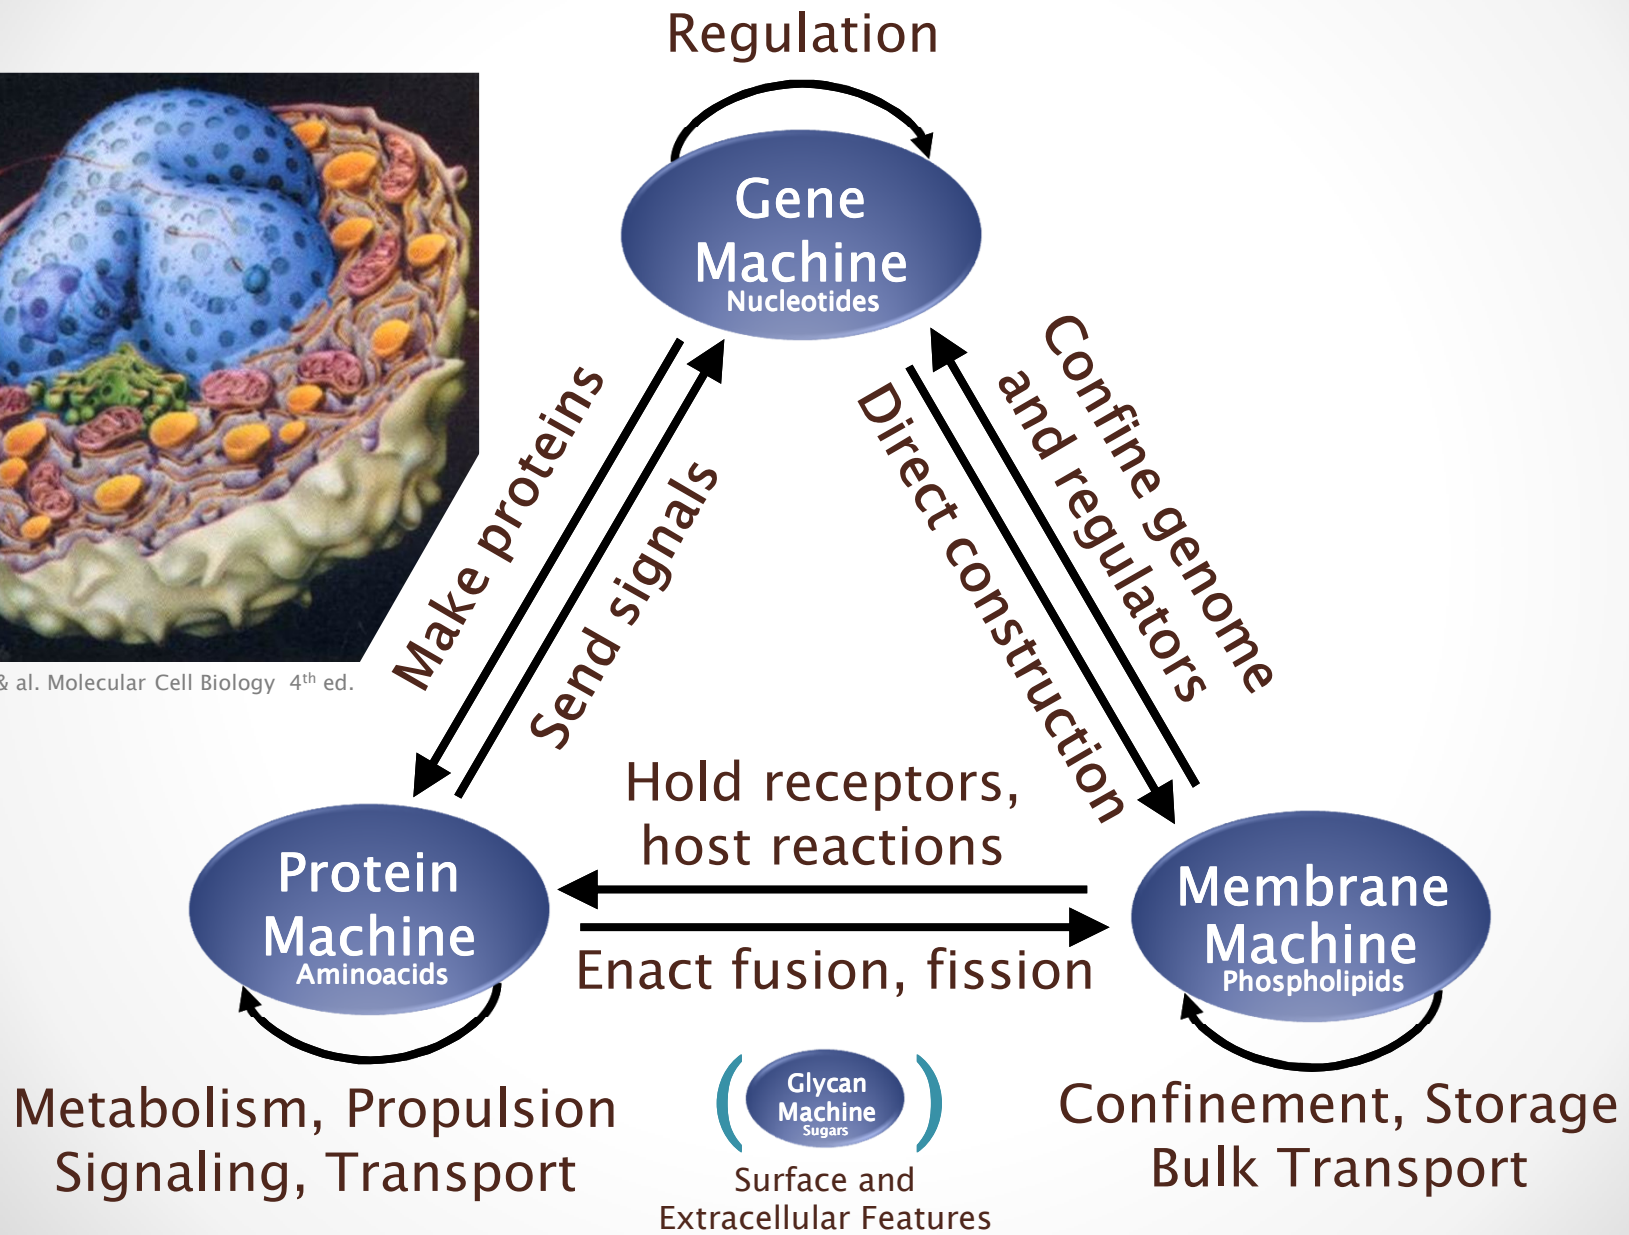 Regulation
Gene
Machine
Nucleotides
Make proteins
Send signals
Direct construction
Confine genome
and regulators
& al. Molecular Cell Biology 4th ed.
Hold receptors,
host reactions
Enact fusion, fission
Protein
Machine
Aminoacids
Membrane
Machine
Phospholipids
Metabolism, Propulsion
Signaling, Transport
( Glycan
Machine
Sugars )
Surface and
Extracellular Features
Confinement, Storage
Bulk Transport